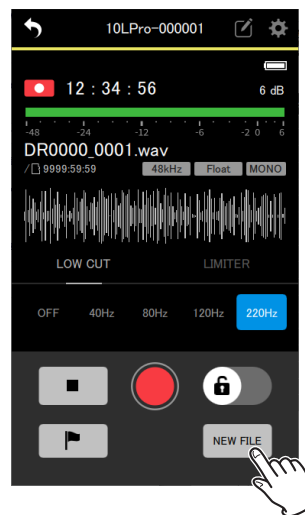 10LPro-000001
12 : 34 : 56
6 dB
-48 -24 -12 -6 -2 0 6
DR0000_0001.wav
/ 9999:59:59 48kHz Float MONO
LOW CUT LIMITER
OFF 40Hz 80Hz 120Hz 220Hz
NEW FILE